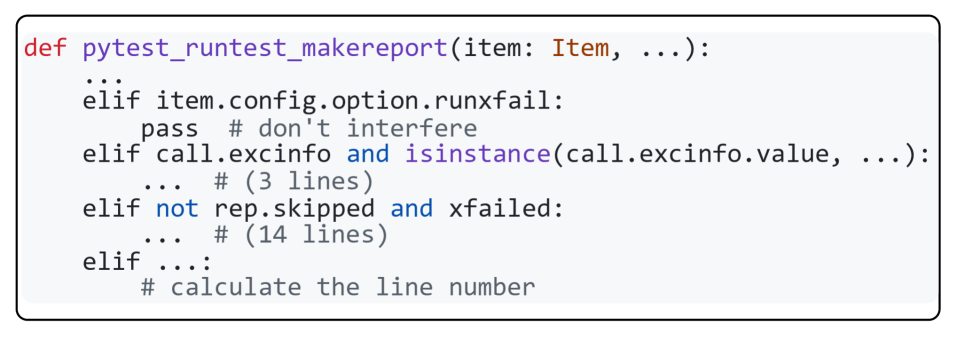 def pytest_runtest_makereport(item: Item, ...):
    ...
    elif item.config.option.runxfail:
        pass  # don't interfere
    elif call.excinfo and isinstance(call.excinfo.value, ...):
        ...  # (3 lines)
    elif not rep.skipped and xfailed:
        ...  # (14 lines)
    elif ...:
        # calculate the line number